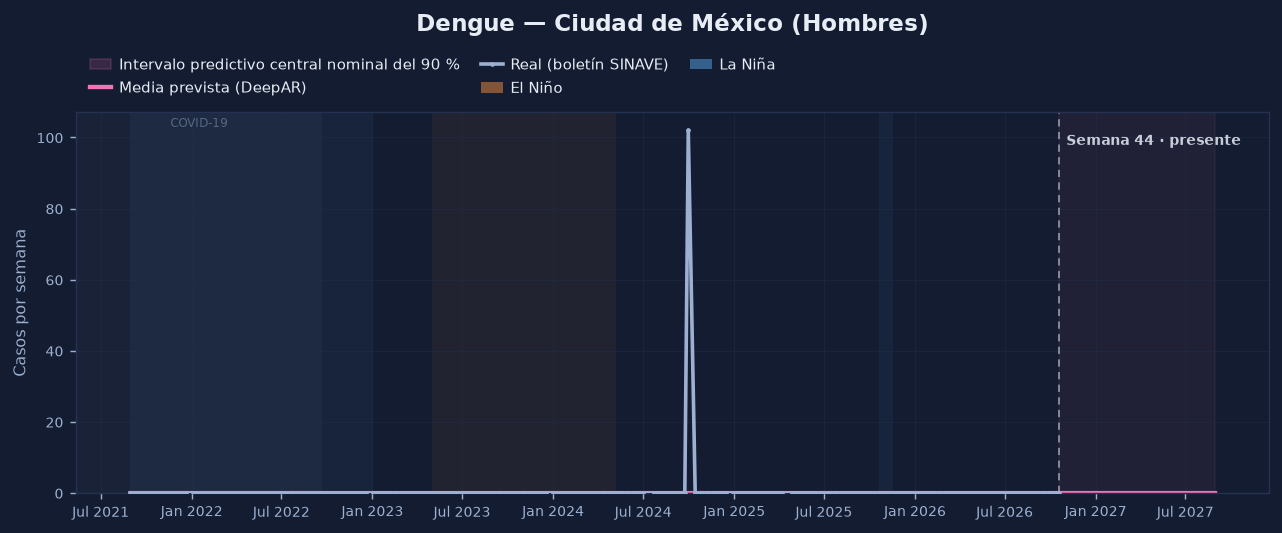 Dengue — Ciudad de México (Hombres)
Intervalo predictivo central nominal del 90 %
Real (boletín SINAVE)
La Niña
Media prevista (DeepAR)
El Niño
COVID-19
Semana 44 · presente
Casos por semana
100
80
60
40
20
0
Jul 2021
Jan 2022
Jul 2022
Jan 2023
Jul 2023
Jan 2024
Jul 2024
Jan 2025
Jul 2025
Jan 2026
Jul 2026
Jan 2027
Jul 2027